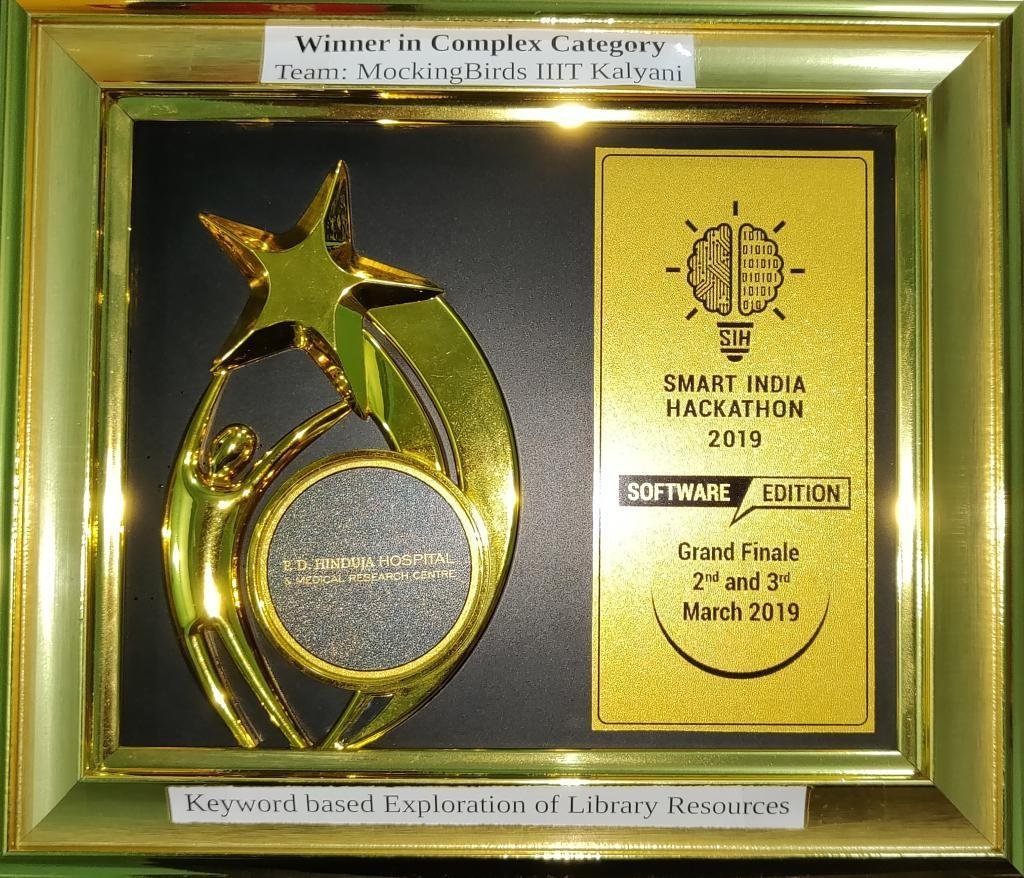 Winner in Complex Category
Team: MockingBirds IIIT Kalyani
P. D. HINDUJA HOSPITAL
& MEDICAL RESEARCH CENTRE
SIH
SMART INDIA
HACKATHON
2019
SOFTWARE EDITION
Grand Finale
2nd and 3rd
March 2019
Keyword based Exploration of Library Resources